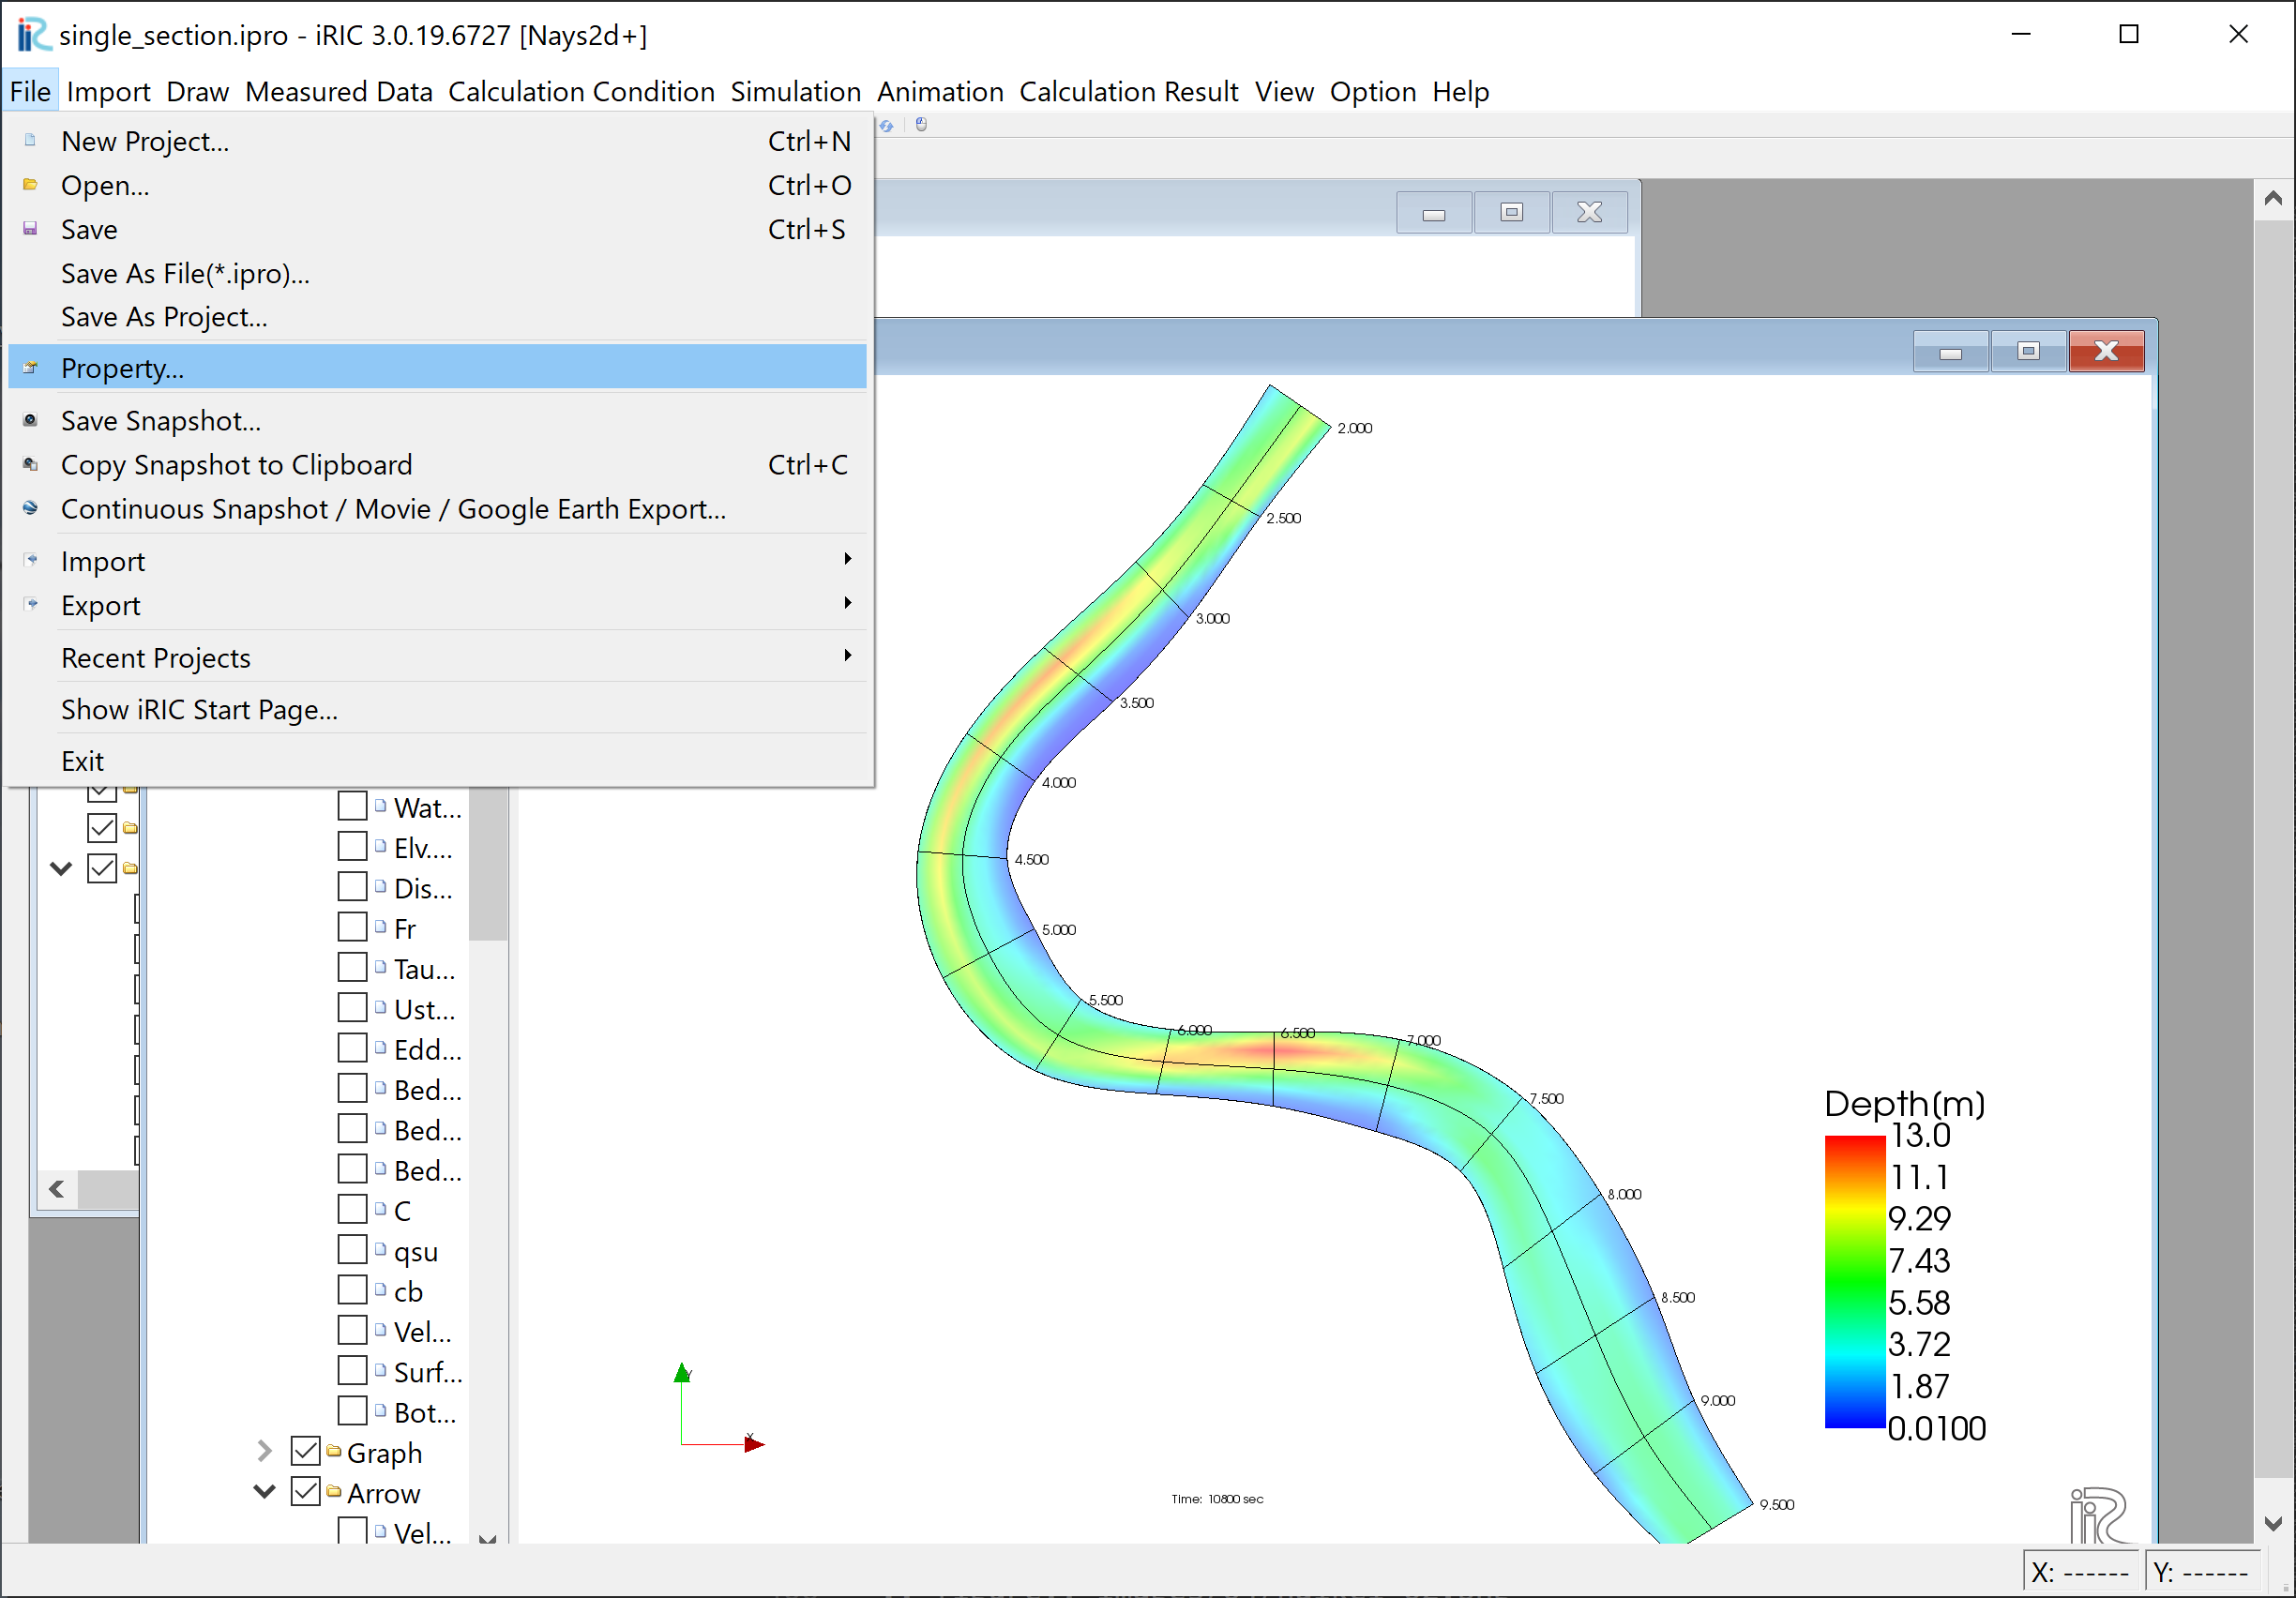 single_section.ipro - iRIC 3.0.19.6727 [Nays2d+]
File Import Draw Measured Data Calculation Condition Simulation Animation Calculation Result View Option Help
New Project... Ctrl+N
Open... Ctrl+O
Save Ctrl+S
Save As File(*.ipro)...
Save As Project...
Property...
Save Snapshot...
Copy Snapshot to Clipboard Ctrl+C
Continuous Snapshot / Movie / Google Earth Export...
Import
Export
Recent Projects
Show iRIC Start Page...
Exit
Wat...
Elv....
Dis...
Fr
Tau...
Ust...
Edd...
Bed...
Bed...
Bed...
C
qsu
cb
Vel...
Surf...
Bot...
Graph
Arrow
Vel...
2.000
2.500
3.000
3.500
4.000
4.500
5.000
5.500
6.000
6.500
7.000
7.500
8.000
8.500
9.000
9.500
Depth(m)
13.0
11.1
9.29
7.43
5.58
3.72
1.87
0.0100
Y
X
Time: 10800 sec
iRIC
X: ------ Y: ------